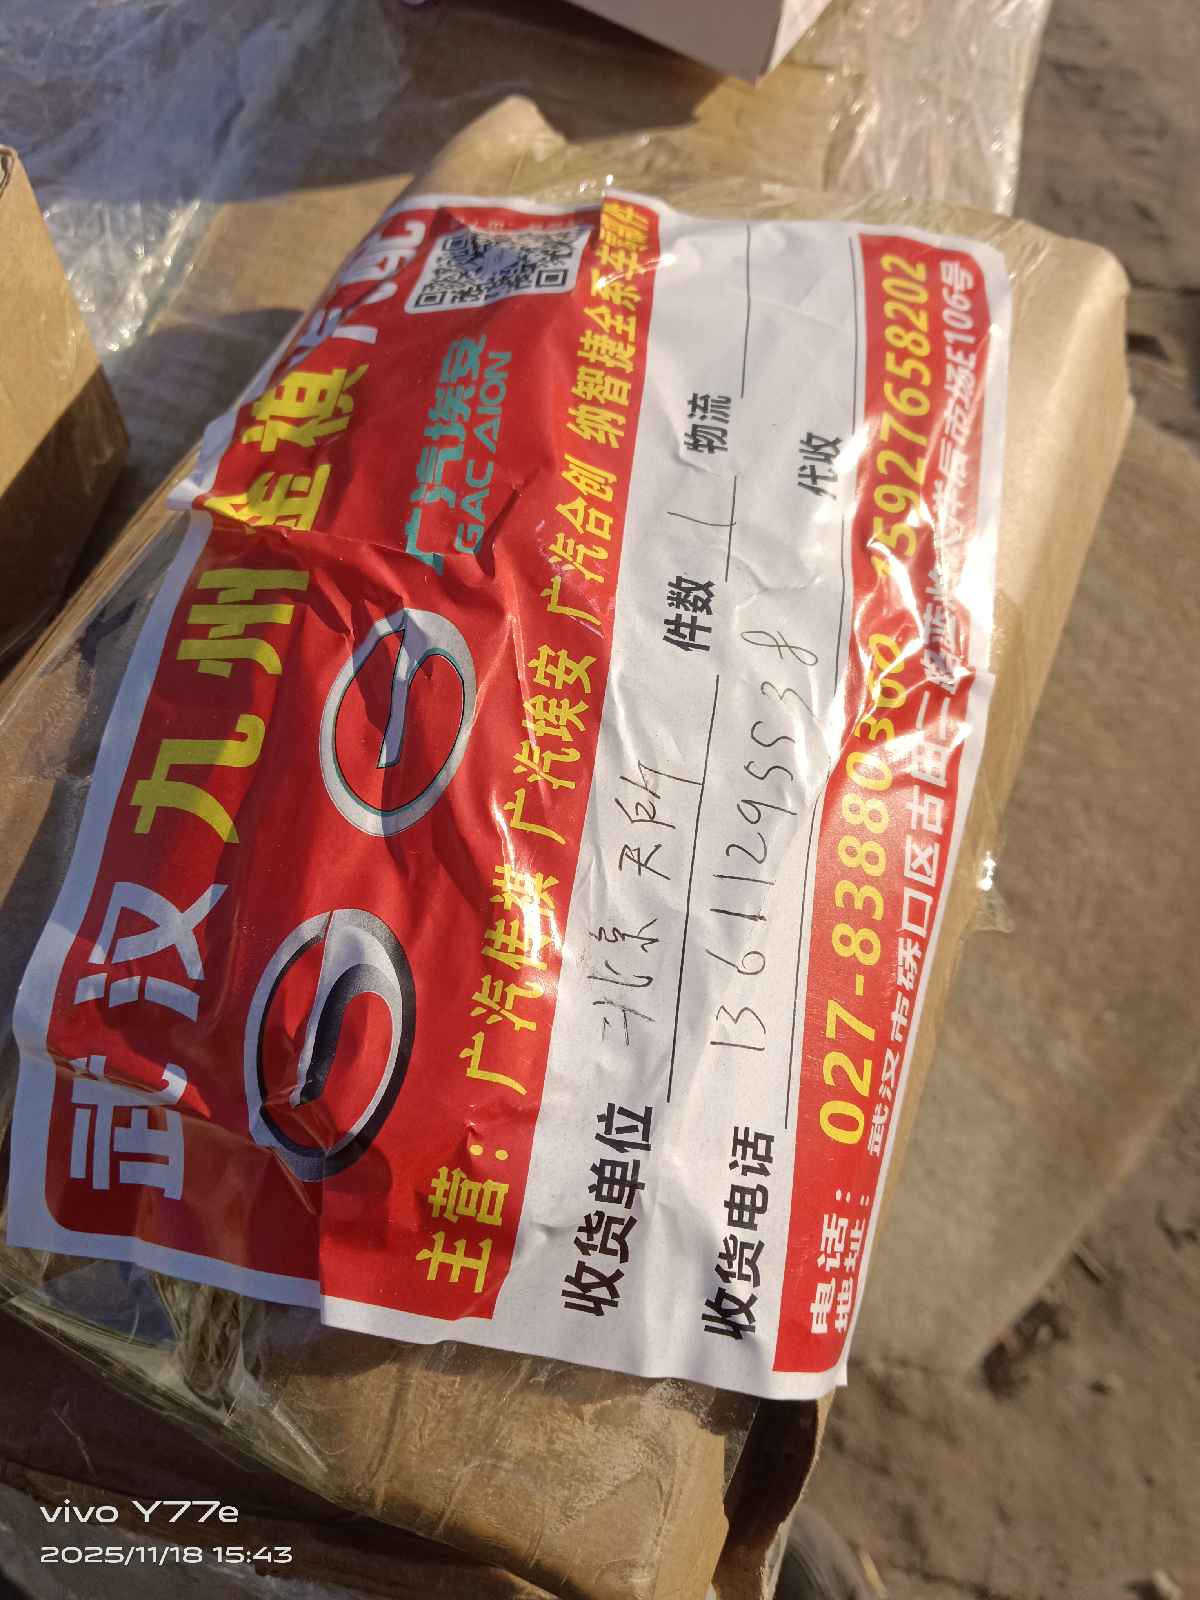 武汉九州金祺汽配
广汽埃安
GAC AION
主营：广汽传祺 广汽埃安 广汽合创 纳智捷全系车事件
收货单位 北京天 件数 1 物流
收货电话 13611295538 代收
电话：027-83880360 15927658202
地址：武汉市硚口区古田二路 汽配市场E106号
vivo Y77e
2025/11/18 15:43